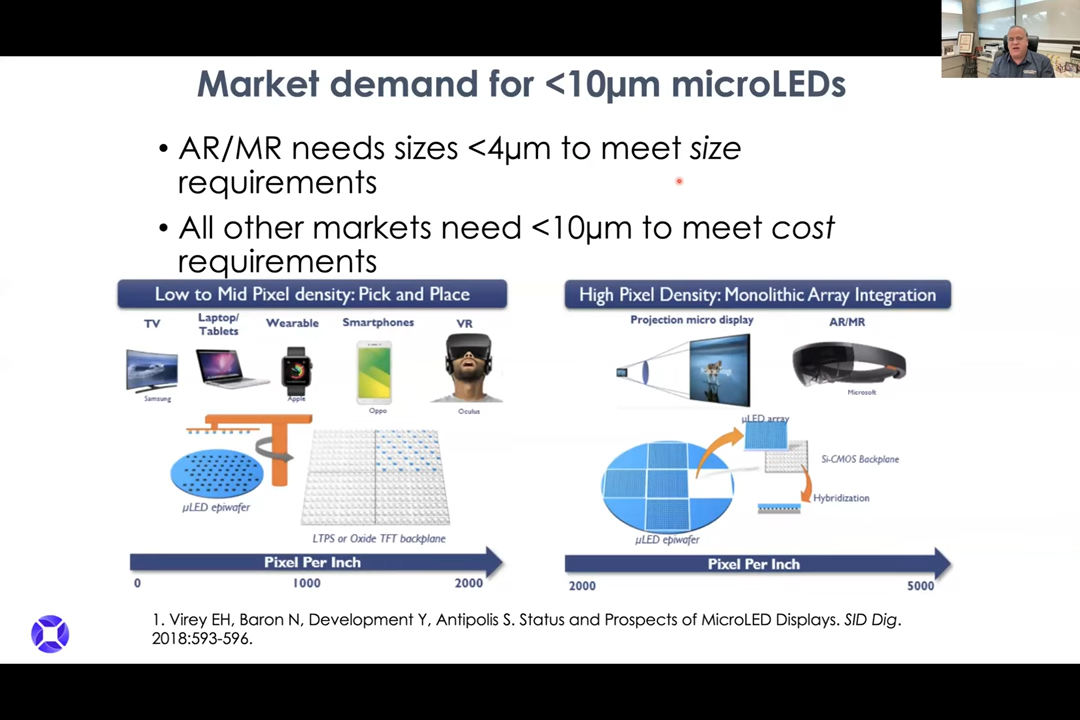 Market demand for <10µm microLEDs
• AR/MR needs sizes <4µm to meet size
requirements
• All other markets need <10µm to meet cost
requirements
Low to Mid Pixel density: Pick and Place
TV
Laptop/
Tablets
Wearable
Smartphones
VR
Samsung
Apple
Oppo
Oculus
µLED epiwafer
LTPS or Oxide TFT backplane
Pixel Per Inch
0
1000
2000
High Pixel Density: Monolithic Array Integration
Projection micro display
AR/MR
Microsoft
µLED array
Si-CMOS Backplane
Hybridization
µLED epiwafer
Pixel Per Inch
2000
5000
1. Virey EH, Baron N, Development Y, Antipolis S. Status and Prospects of MicroLED Displays. SID Dig.
2018:593-596.